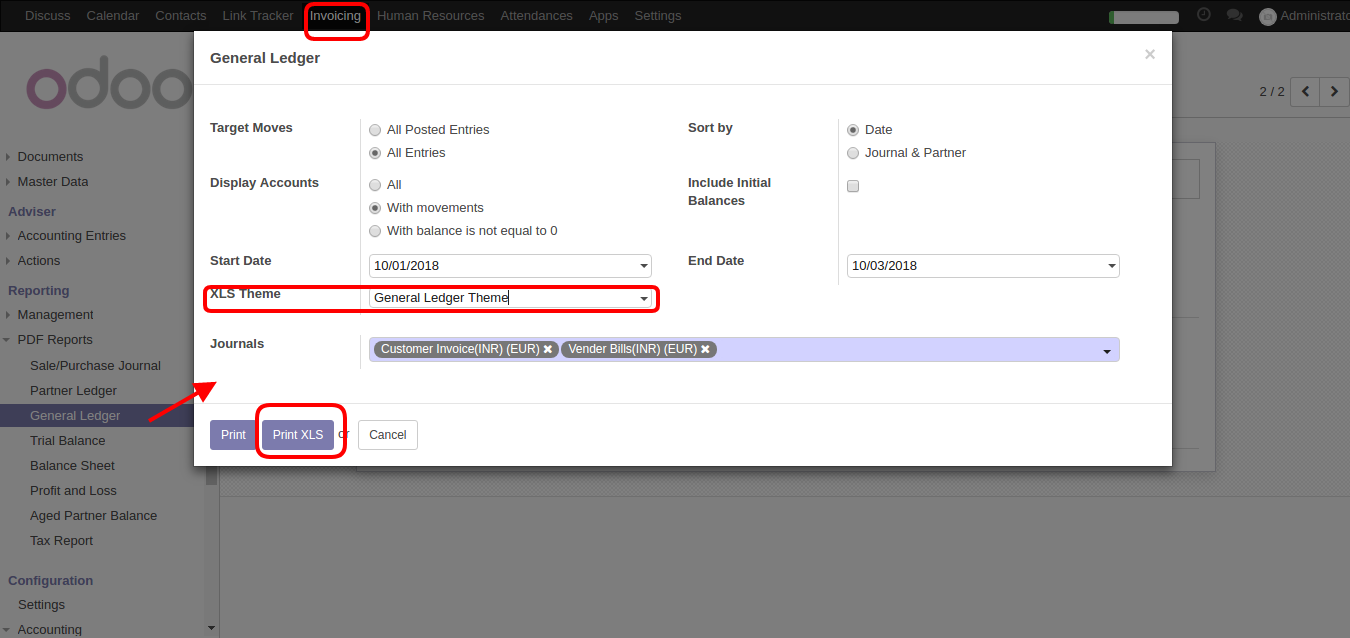 Discuss Calendar Contacts Link Tracker Invoicing Human Resources Attendances Apps Settings Administrato
odoo
General Ledger ×
2 / 2
Target Moves All Posted Entries Sort by Date
All Entries Journal & Partner
Documents
Master Data
Display Accounts All Include Initial
Balances
With movements
With balance is not equal to 0
Adviser
Accounting Entries
Actions
Start Date 10/01/2018 End Date 10/03/2018
Reporting
XLS Theme General Ledger Theme
Management
PDF Reports
Journals Customer Invoice(INR) (EUR) ✖ Vender Bills(INR) (EUR) ✖
Sale/Purchase Journal
Partner Ledger
General Ledger
Trial Balance
Print Print XLS or Cancel
Balance Sheet
Profit and Loss
Aged Partner Balance
Tax Report
Configuration
Settings
Accounting